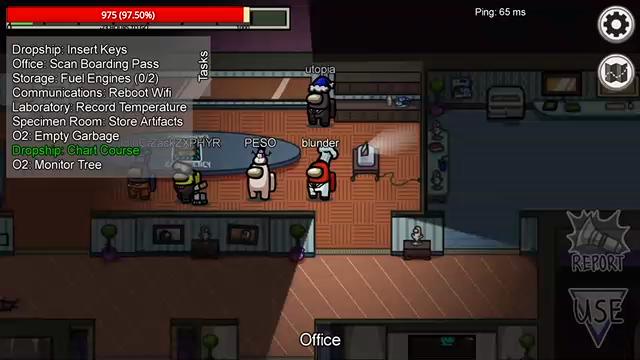 975 (97.50%)
Ping: 65 ms
Dropship: Insert Keys
Office: Scan Boarding Pass
Storage: Fuel Engines (0/2)
Communications: Reboot Wifi
Laboratory: Record Temperature
Specimen Room: Store Artifacts
O2: Empty Garbage
Dropship: Chart Course
O2: Monitor Tree
Tasks
utopia
PESO
blunder
REPORT
USE
Office